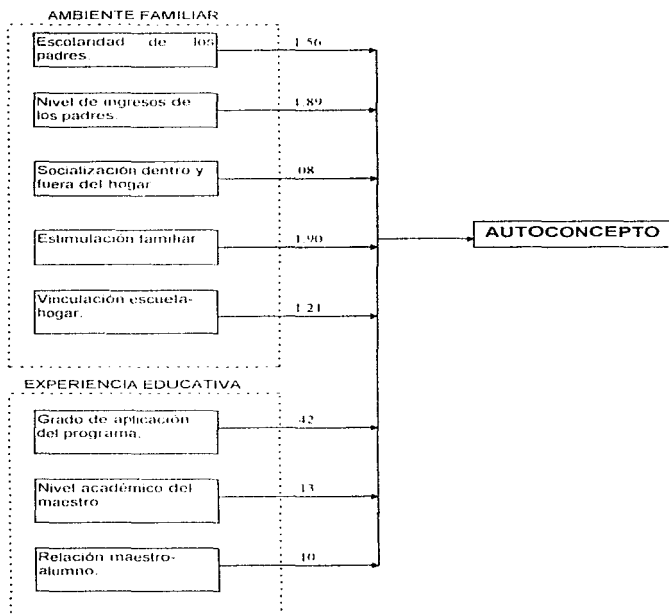 AMBIENTE FAMILIAR
Escolaridad de los
padres.
1.56
Nivel de ingresos de
los padres.
1.89
Socialización dentro y
fuera del hogar
08
Estimulación familiar
1.90
Vinculación escuela-
hogar.
1.21
AUTOCONCEPTO
EXPERIENCIA EDUCATIVA
Grado de aplicación
del programa.
42
Nivel académico del
maestro
13
Relación maestro-
alumno.
10